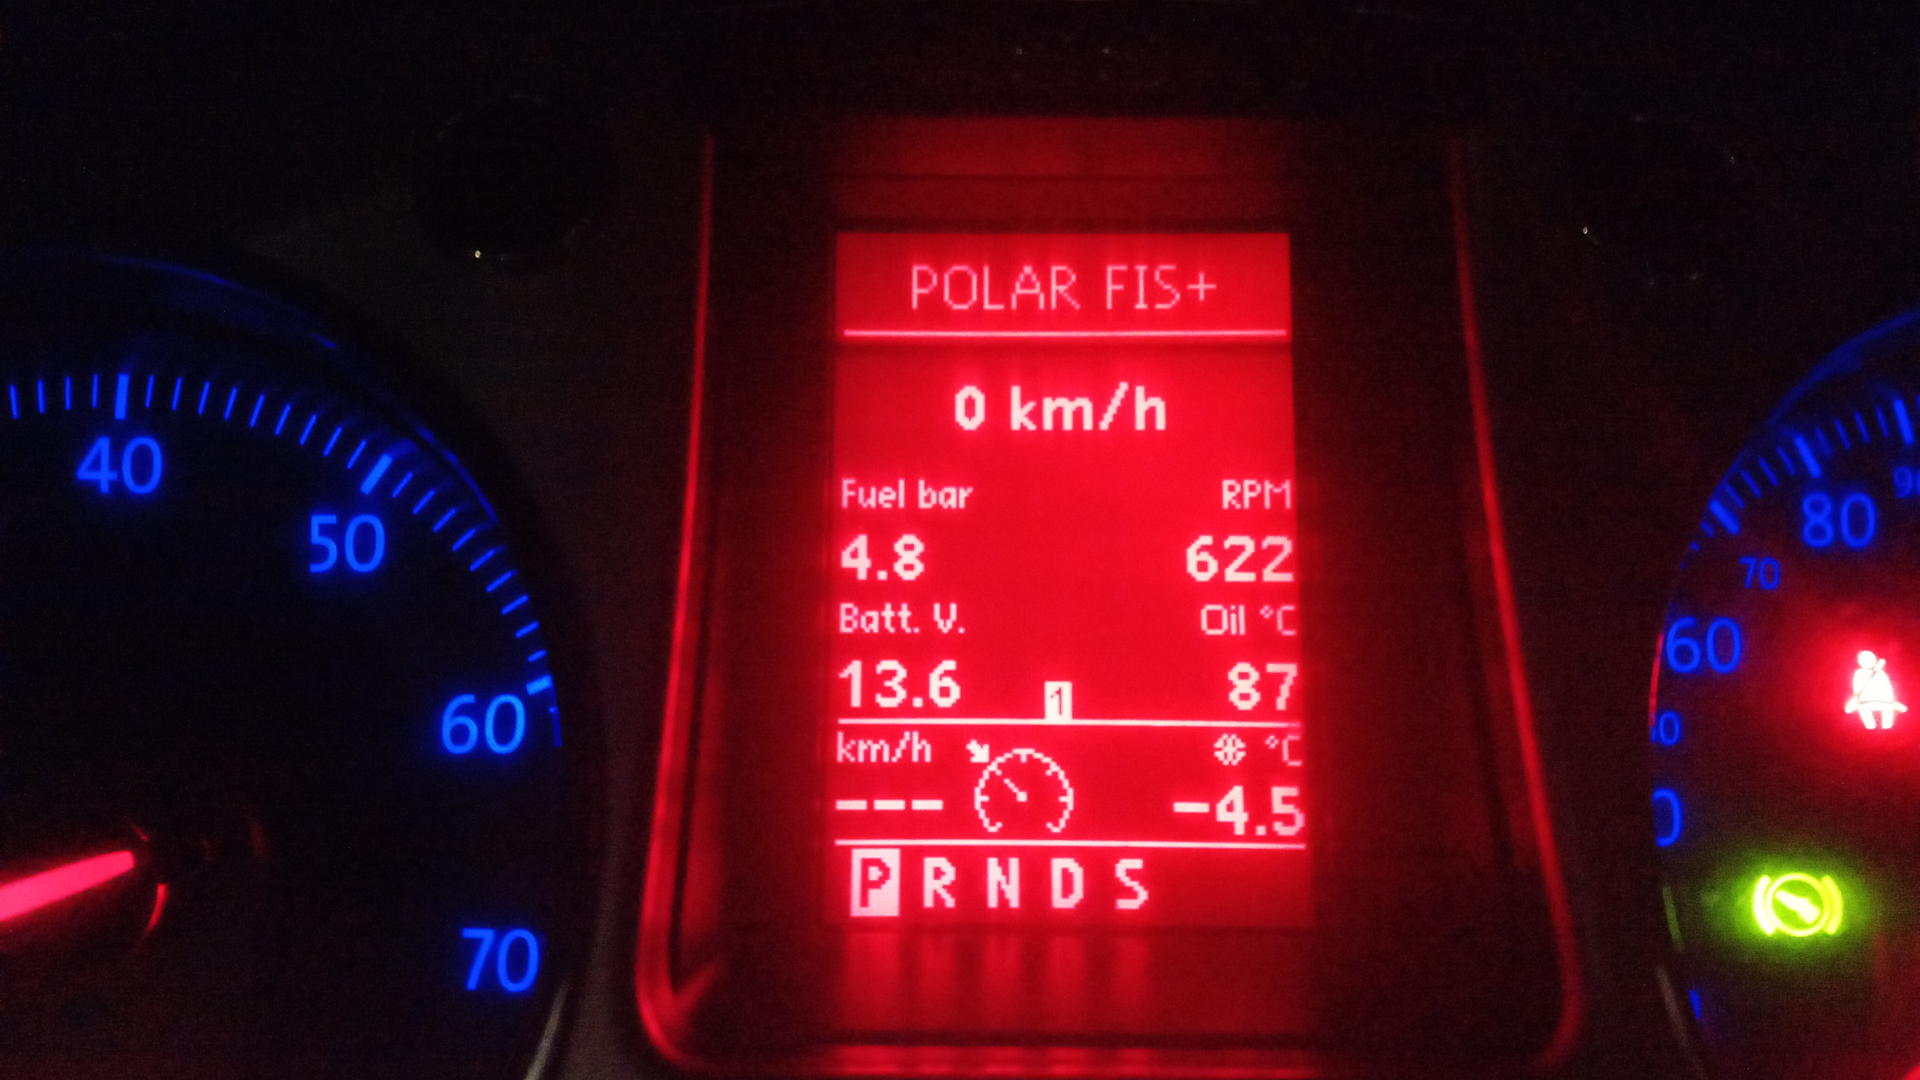 POLAR FIS+
0 km/h
Fuel bar RPM
4.8 622
Batt. V. Oil °C
13.6 1 87
km/h °C
--- -4.5
P R N D S
40
50
60
70
80
70
60